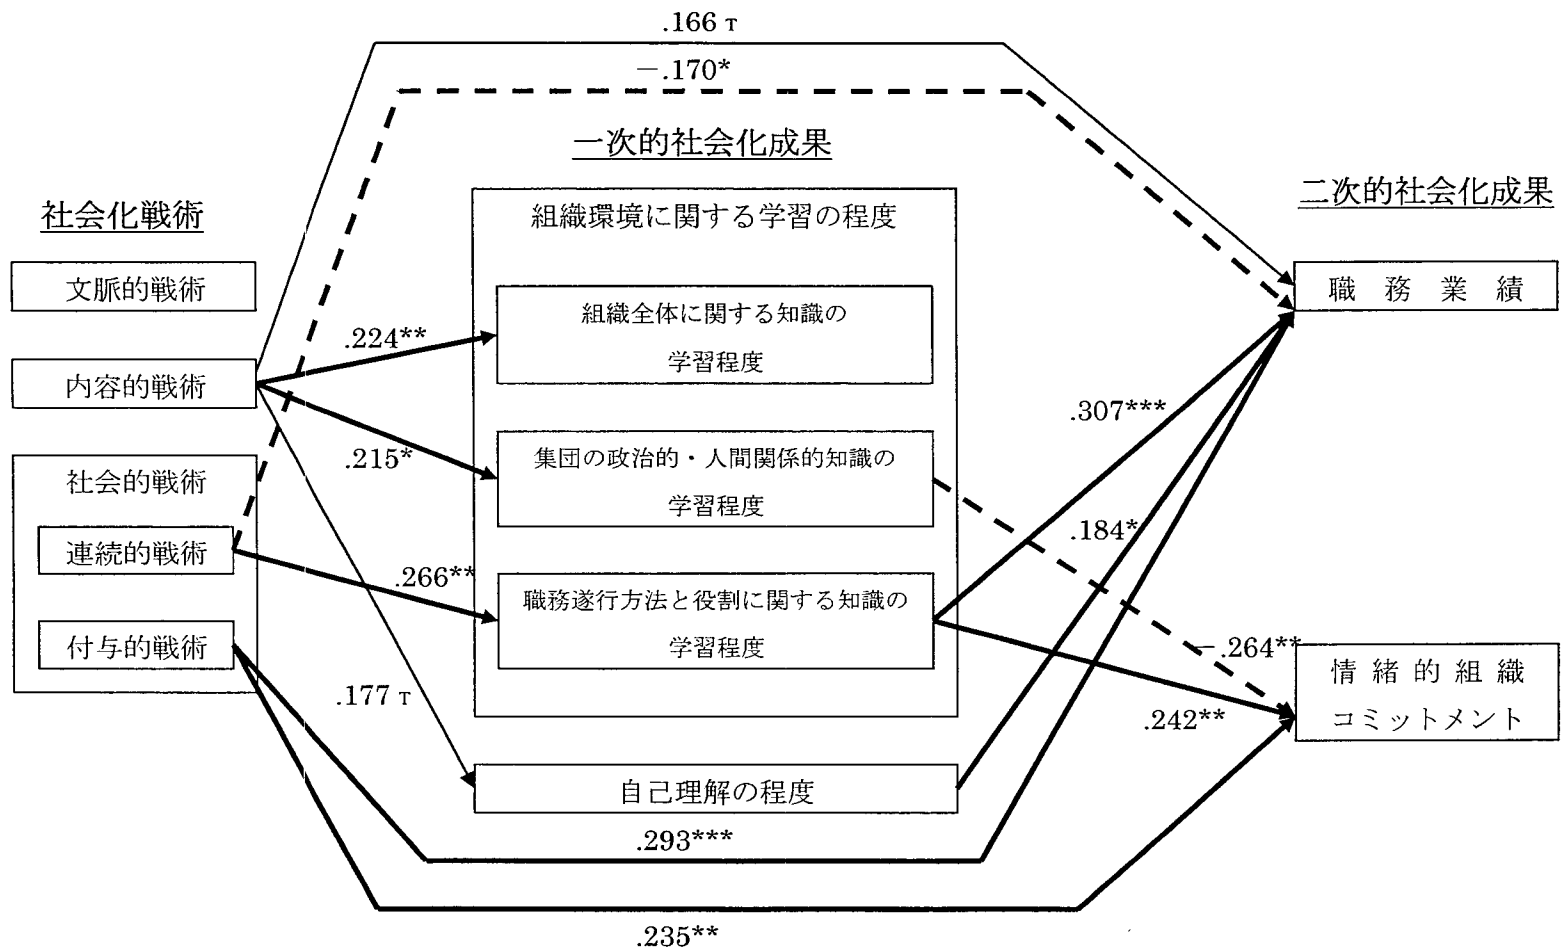 .166 т
－.170*
一次的社会化成果
社会化戦術
二次的社会化成果
組織環境に関する学習の程度
文脈的戦術
職務業績
組織全体に関する知識の
学習程度
.224**
内容的戦術
.307***
.215*
集団の政治的・人間関係的知識の
学習程度
社会的戦術
連続的戦術
.184*
.266**
職務遂行方法と役割に関する知識の
学習程度
付与的戦術
－.264**
情緒的組織
コミットメント
.177 т
.242**
自己理解の程度
.293***
.235**